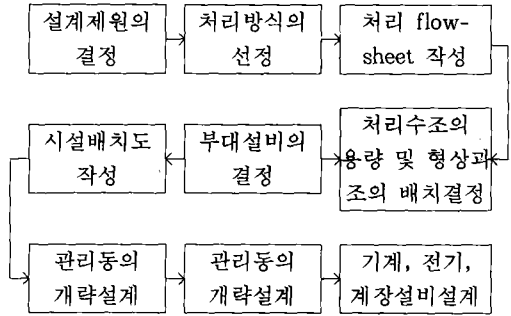 설계제원의
결정
처리방식의
선정
처리 flow-
sheet 작성
처리수조의
용량 및 형상과
조의 배치결정
부대설비의
결정
시설배치도
작성
관리동의
개략설계
관리동의
개략설계
기계, 전기,
계장설비설계